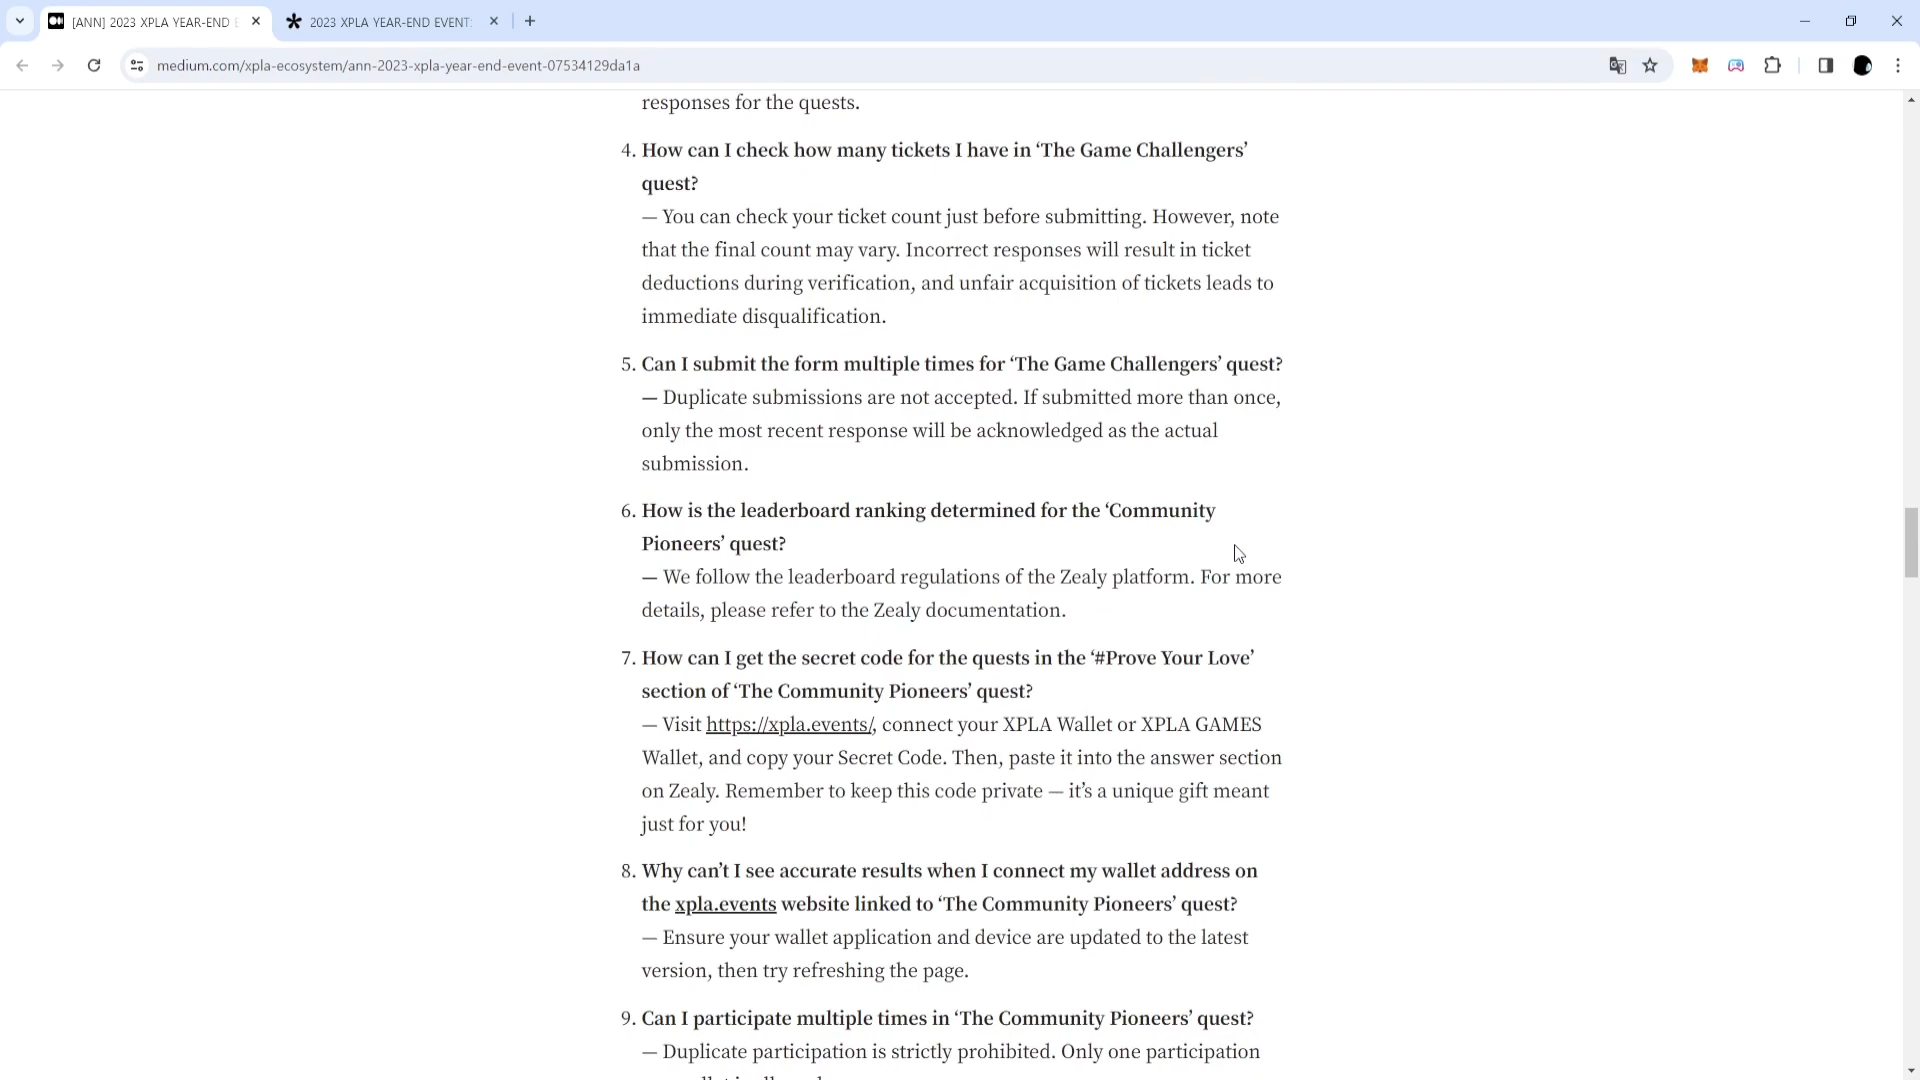 [ANN] 2023 XPLA YEAR-END
2023 XPLA YEAR-END EVENT:
medium.com/xpla-ecosystem/ann-2023-xpla-year-end-event-07534129da1a
responses for the quests.
4. How can I check how many tickets I have in ‘The Game Challengers’
quest?
— You can check your ticket count just before submitting. However, note
that the final count may vary. Incorrect responses will result in ticket
deductions during verification, and unfair acquisition of tickets leads to
immediate disqualification.
5. Can I submit the form multiple times for ‘The Game Challengers’ quest?
— Duplicate submissions are not accepted. If submitted more than once,
only the most recent response will be acknowledged as the actual
submission.
6. How is the leaderboard ranking determined for the ‘Community
Pioneers’ quest?
— We follow the leaderboard regulations of the Zealy platform. For more
details, please refer to the Zealy documentation.
7. How can I get the secret code for the quests in the ‘#Prove Your Love’
section of ‘The Community Pioneers’ quest?
— Visit https://xpla.events/, connect your XPLA Wallet or XPLA GAMES
Wallet, and copy your Secret Code. Then, paste it into the answer section
on Zealy. Remember to keep this code private — it’s a unique gift meant
just for you!
8. Why can’t I see accurate results when I connect my wallet address on
the xpla.events website linked to ‘The Community Pioneers’ quest?
— Ensure your wallet application and device are updated to the latest
version, then try refreshing the page.
9. Can I participate multiple times in ‘The Community Pioneers’ quest?
— Duplicate participation is strictly prohibited. Only one participation